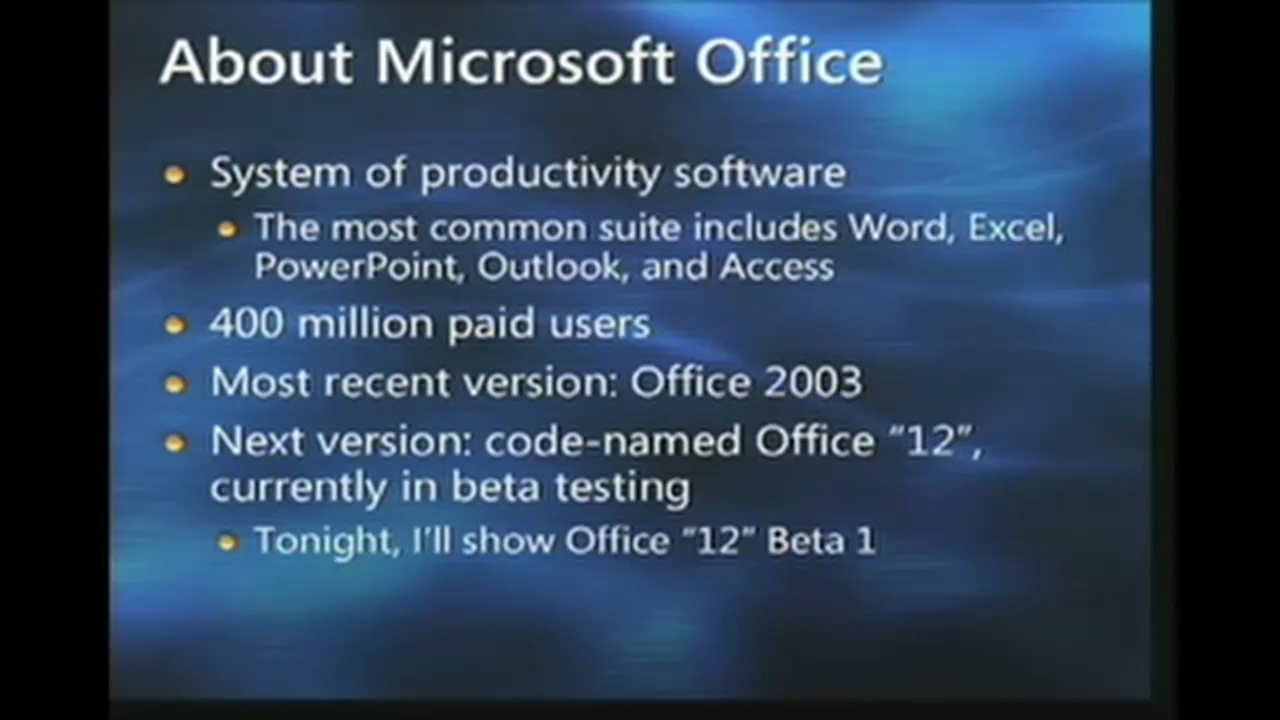 About Microsoft Office
System of productivity software
The most common suite includes Word, Excel,
PowerPoint, Outlook, and Access
400 million paid users
Most recent version: Office 2003
Next version: code-named Office “12”,
currently in beta testing
Tonight, I'll show Office “12” Beta 1